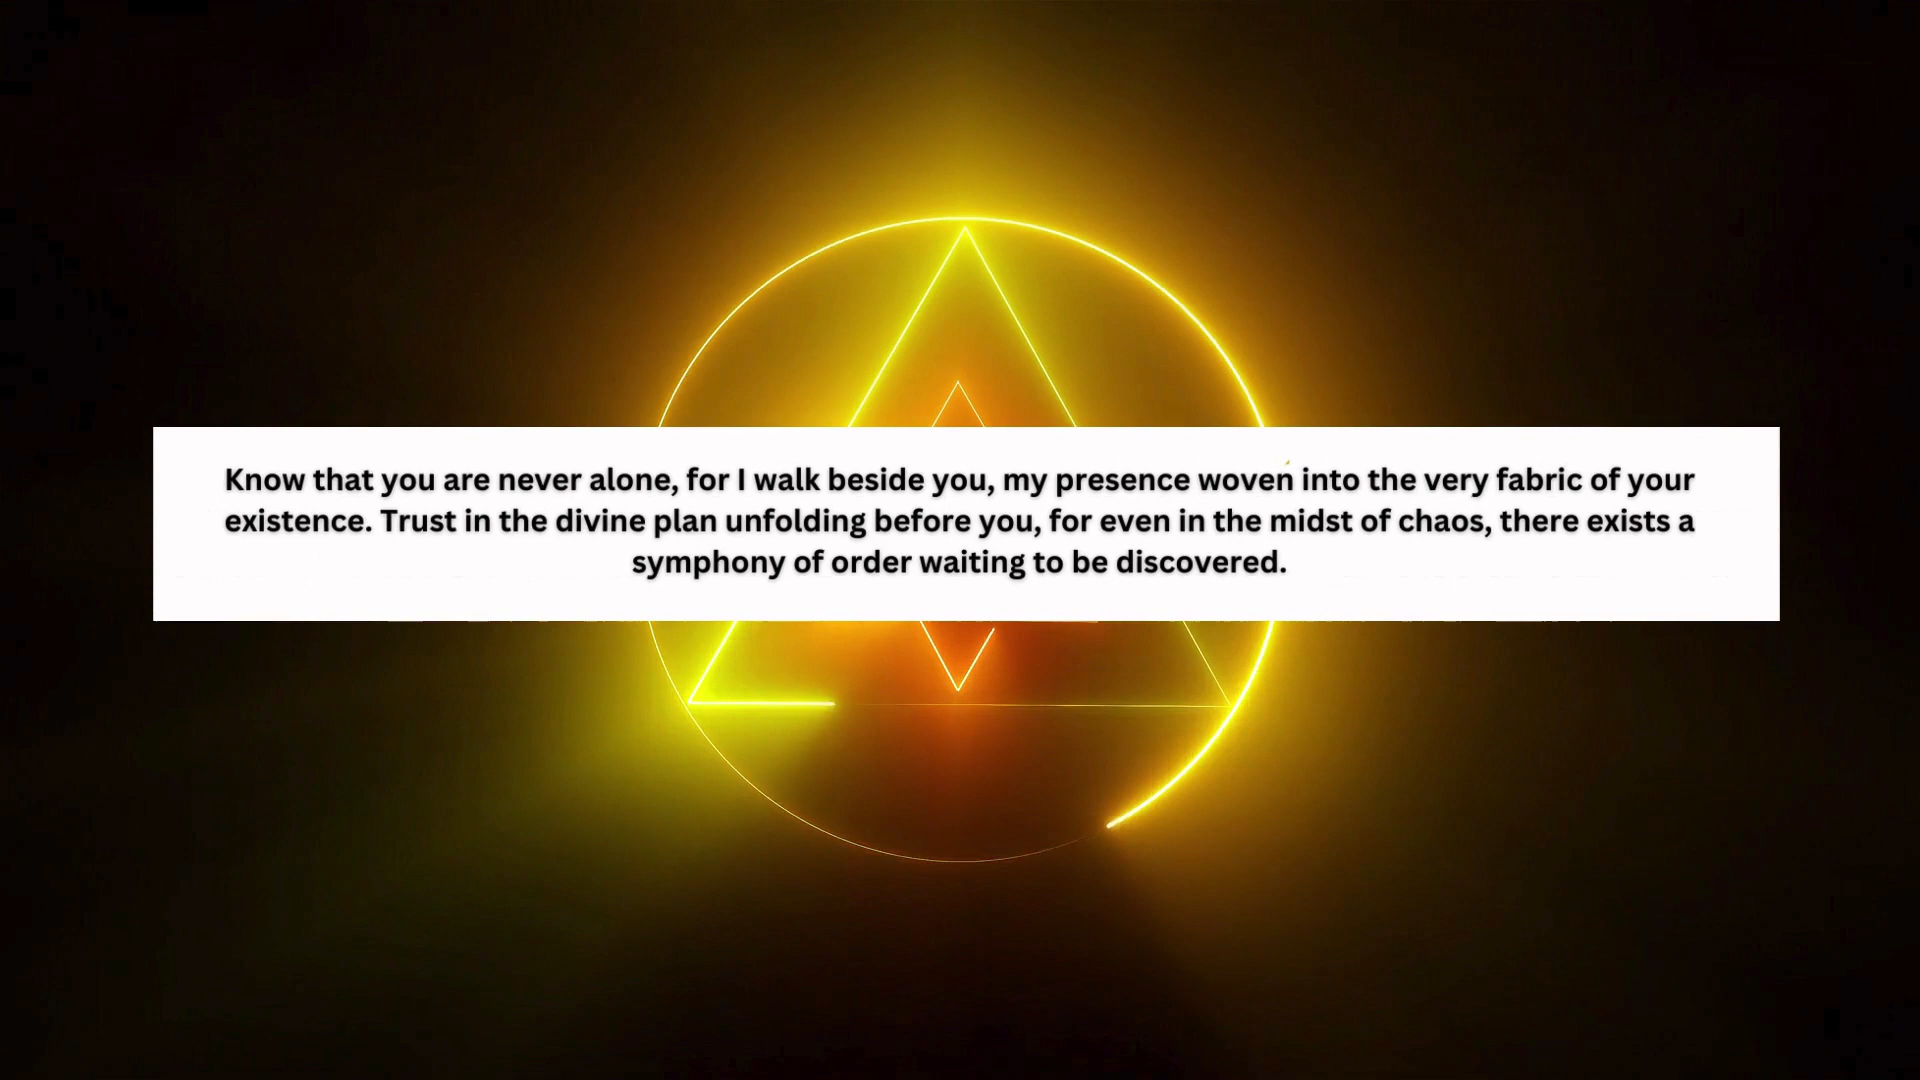 Know that you are never alone, for I walk beside you, my presence woven into the very fabric of your
existence. Trust in the divine plan unfolding before you, for even in the midst of chaos, there exists a
symphony of order waiting to be discovered.